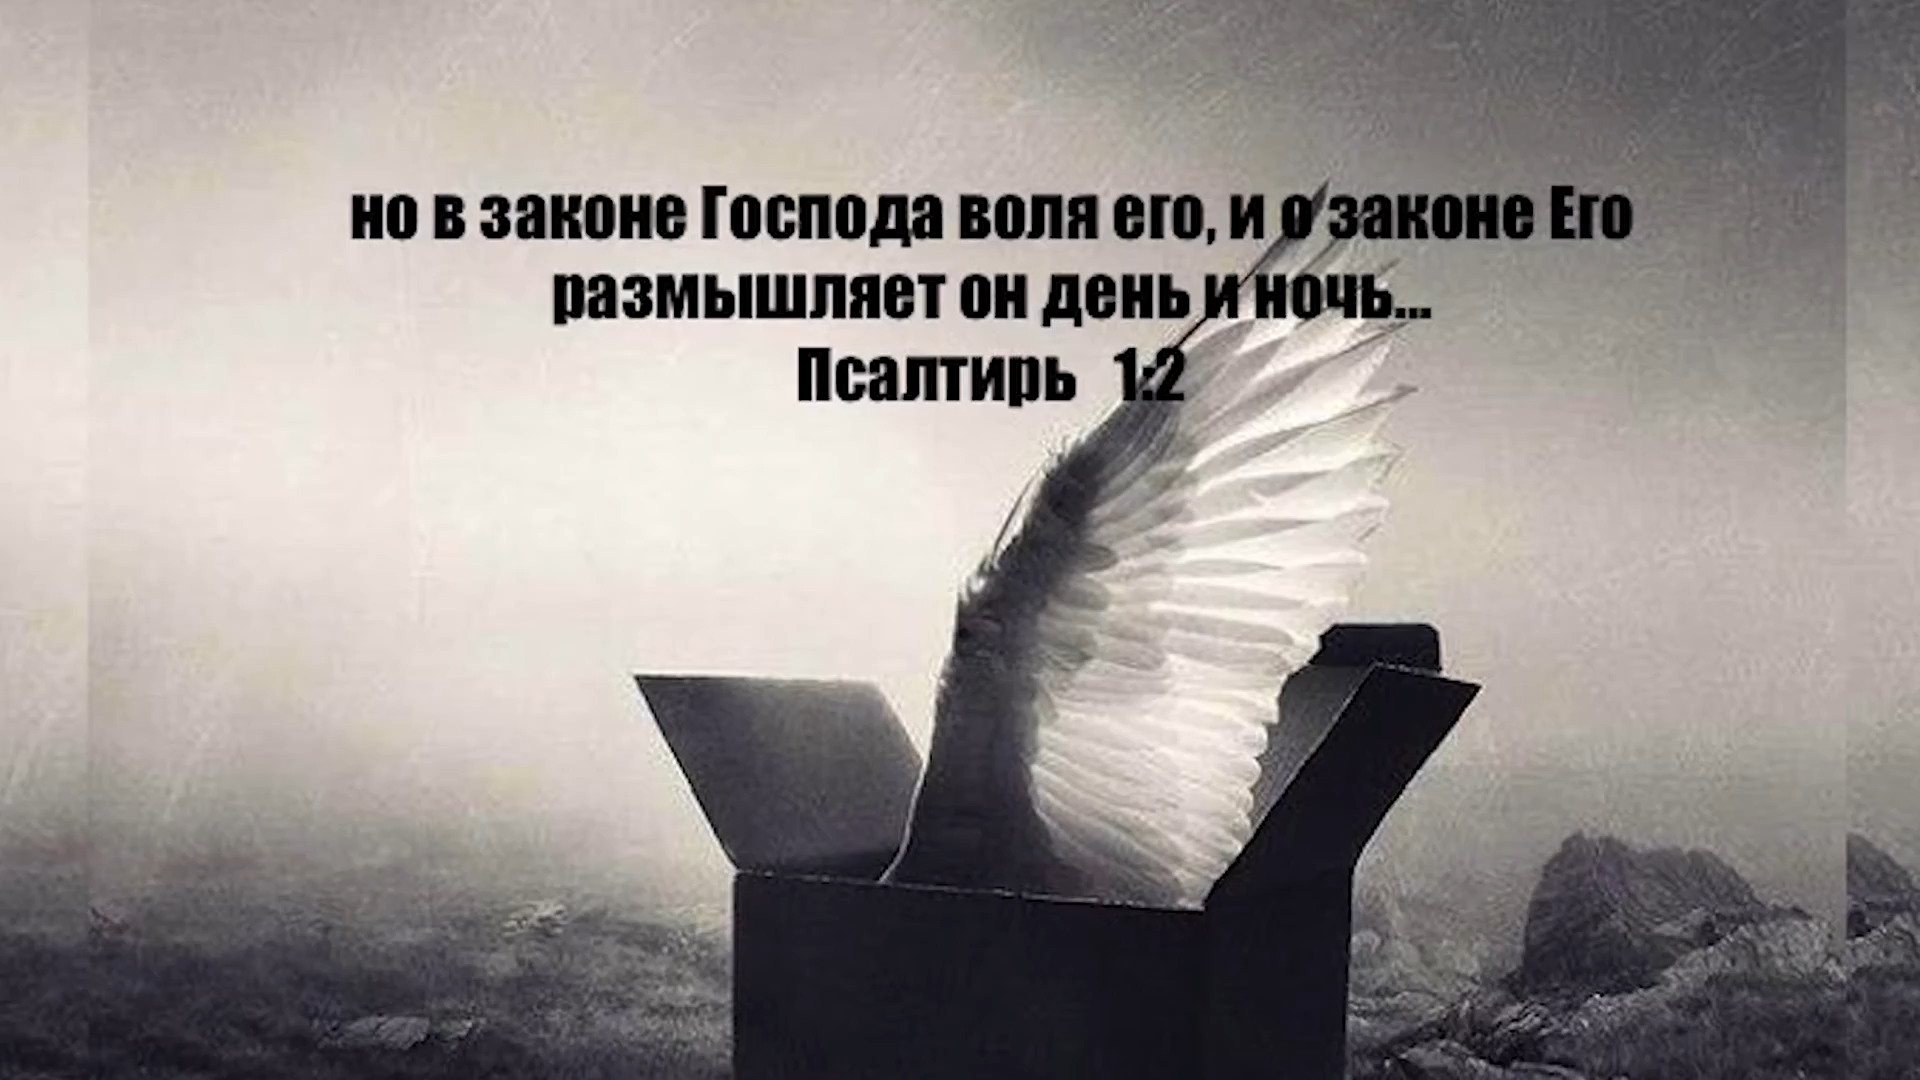 но в законе Господа воля его, и о законе Его
размышляет он день и ночь...
Псалтирь 1:2